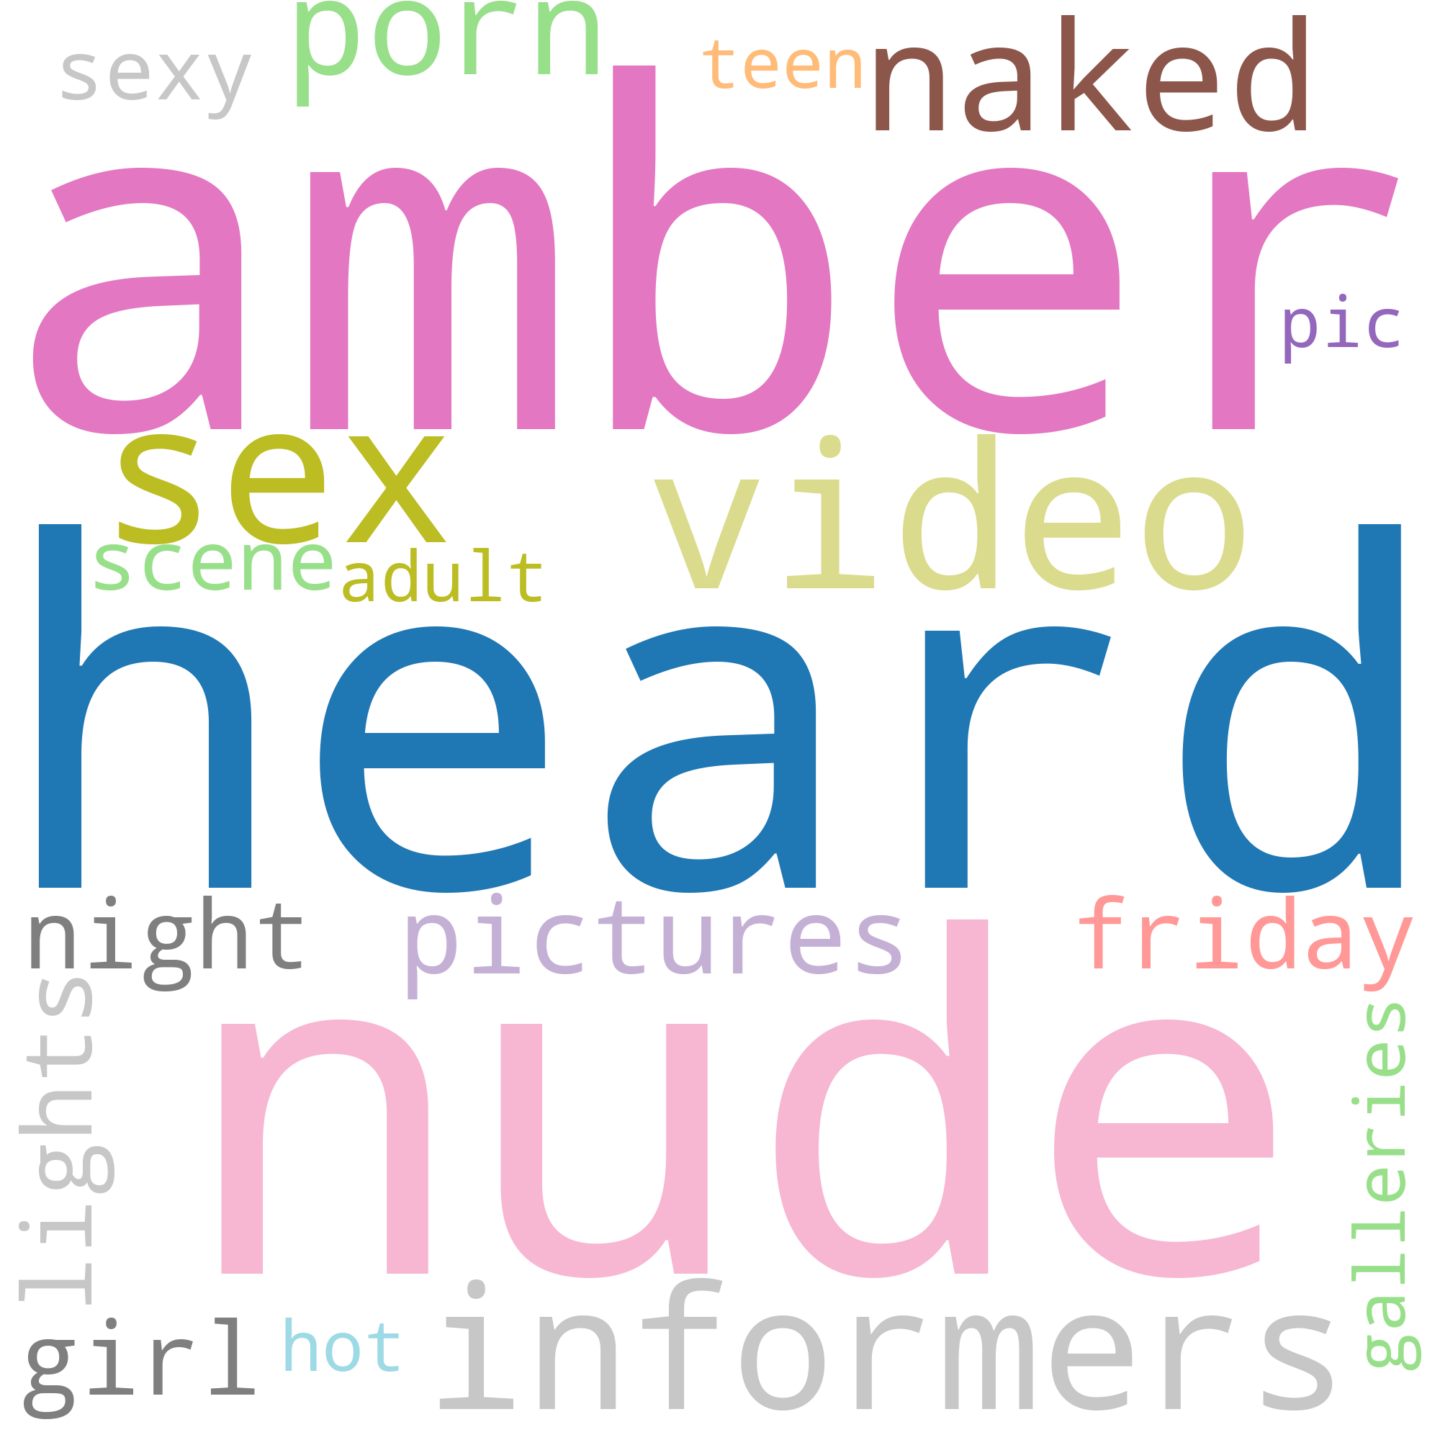 sexy
porn
teen
naked
amber
pic
sex
video
scene
adult
heard
night
pictures
friday
lights
nude
galleries
girl
hot
informers